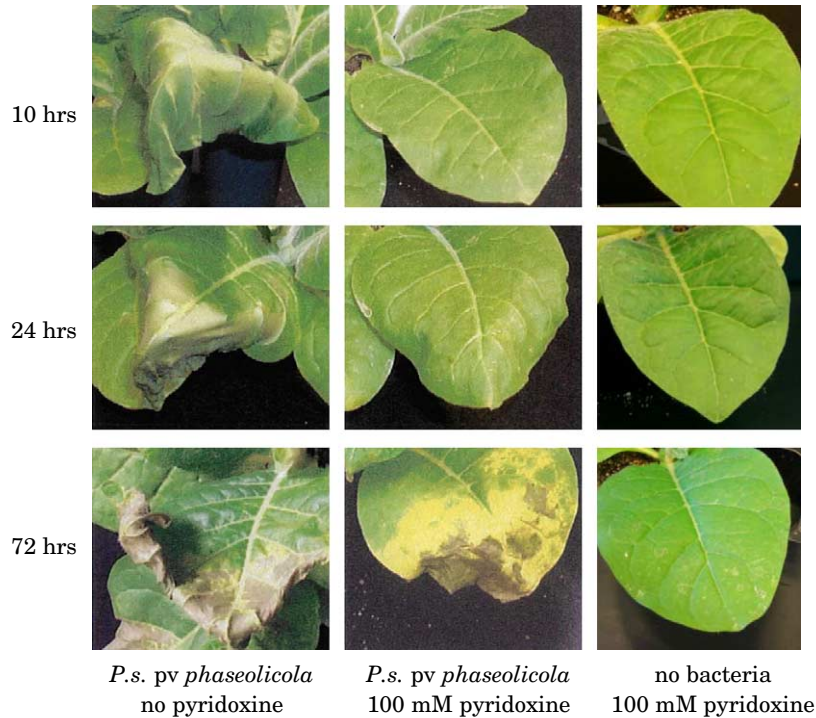 10 hrs
24 hrs
72 hrs
P.s. pv phaseolicola
no pyridoxine
P.s. pv phaseolicola
100 mM pyridoxine
no bacteria
100 mM pyridoxine